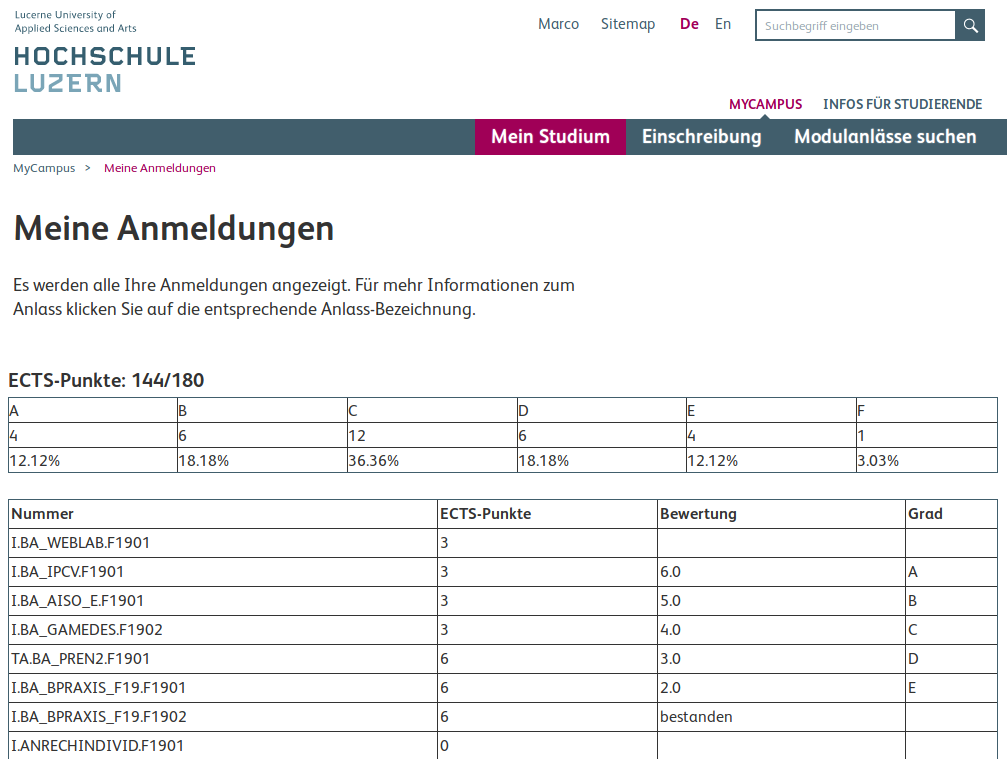 Lucerne University of
Applied Sciences and Arts
HOCHSCHULE
LUZERN
Marco Sitemap De En Suchbegriff eingeben
MYCAMPUS INFOS FÜR STUDIERENDE
Mein Studium Einschreibung Modulanlässe suchen
MyCampus > Meine Anmeldungen
Meine Anmeldungen
Es werden alle Ihre Anmeldungen angezeigt. Für mehr Informationen zum
Anlass klicken Sie auf die entsprechende Anlass-Bezeichnung.
ECTS-Punkte: 144/180
A B C D E F
4 6 12 6 4 1
12.12% 18.18% 36.36% 18.18% 12.12% 3.03%
Nummer ECTS-Punkte Bewertung Grad
I.BA_WEBLAB.F1901 3
I.BA_IPCV.F1901 3 6.0 A
I.BA_AISO_E.F1901 3 5.0 B
I.BA_GAMEDES.F1902 3 4.0 C
TA.BA_PREN2.F1901 6 3.0 D
I.BA_BPRAXIS_F19.F1901 6 2.0 E
I.BA_BPRAXIS_F19.F1902 6 bestanden
I.ANRECHINDIVID.F1901 0